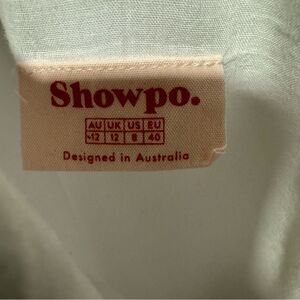 Showpo.
AU UK US EU
12 12 8 40
Designed in Australia